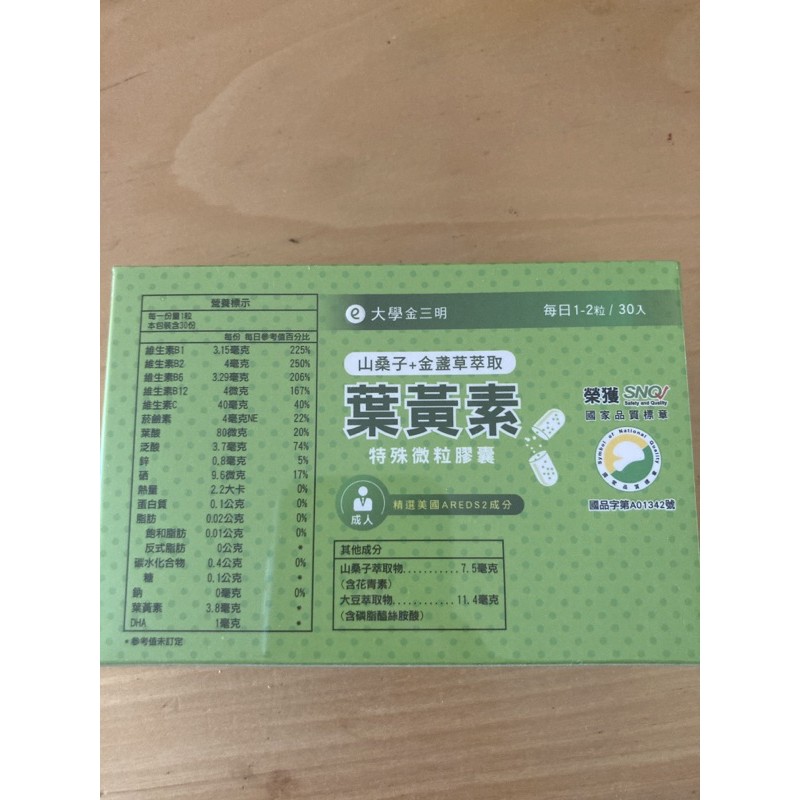 營養標示
每一份量1粒
本包裝含30份
每份 每日參考值百分比
維生素B1 3.15毫克 225%
維生素B2 4毫克 250%
維生素B6 3.29毫克 206%
維生素B12 4微克 167%
維生素C 40毫克 40%
菸鹼素 4毫克NE 22%
葉酸 80微克 20%
泛酸 3.7毫克 74%
鋅 0.8毫克 5%
硒 9.6微克 17%
熱量 2.2大卡 0%
蛋白質 0.1公克 0%
脂肪 0.02公克 0%
飽和脂肪 0.01公克 0%
反式脂肪 0公克 *
碳水化合物 0.4公克 0%
糖 0.1公克 *
鈉 0毫克 0%
葉黃素 3.8毫克 *
DHA 1毫克 *
*參考值未訂定
e 大學金三明
每日1-2粒/30入
山桑子+金盞草萃取
葉黃素
特殊微粒膠囊
成人
精選美國AREDS2成分
其他成分
山桑子萃取物...........7.5毫克
(含花青素)
大豆萃取物...........11.4毫克
(含磷脂醯絲胺酸)
榮獲 SNQ
Safety and Quality
國家品質標章
Symbol of National Quality
國家品質標章
國品字第A01342號